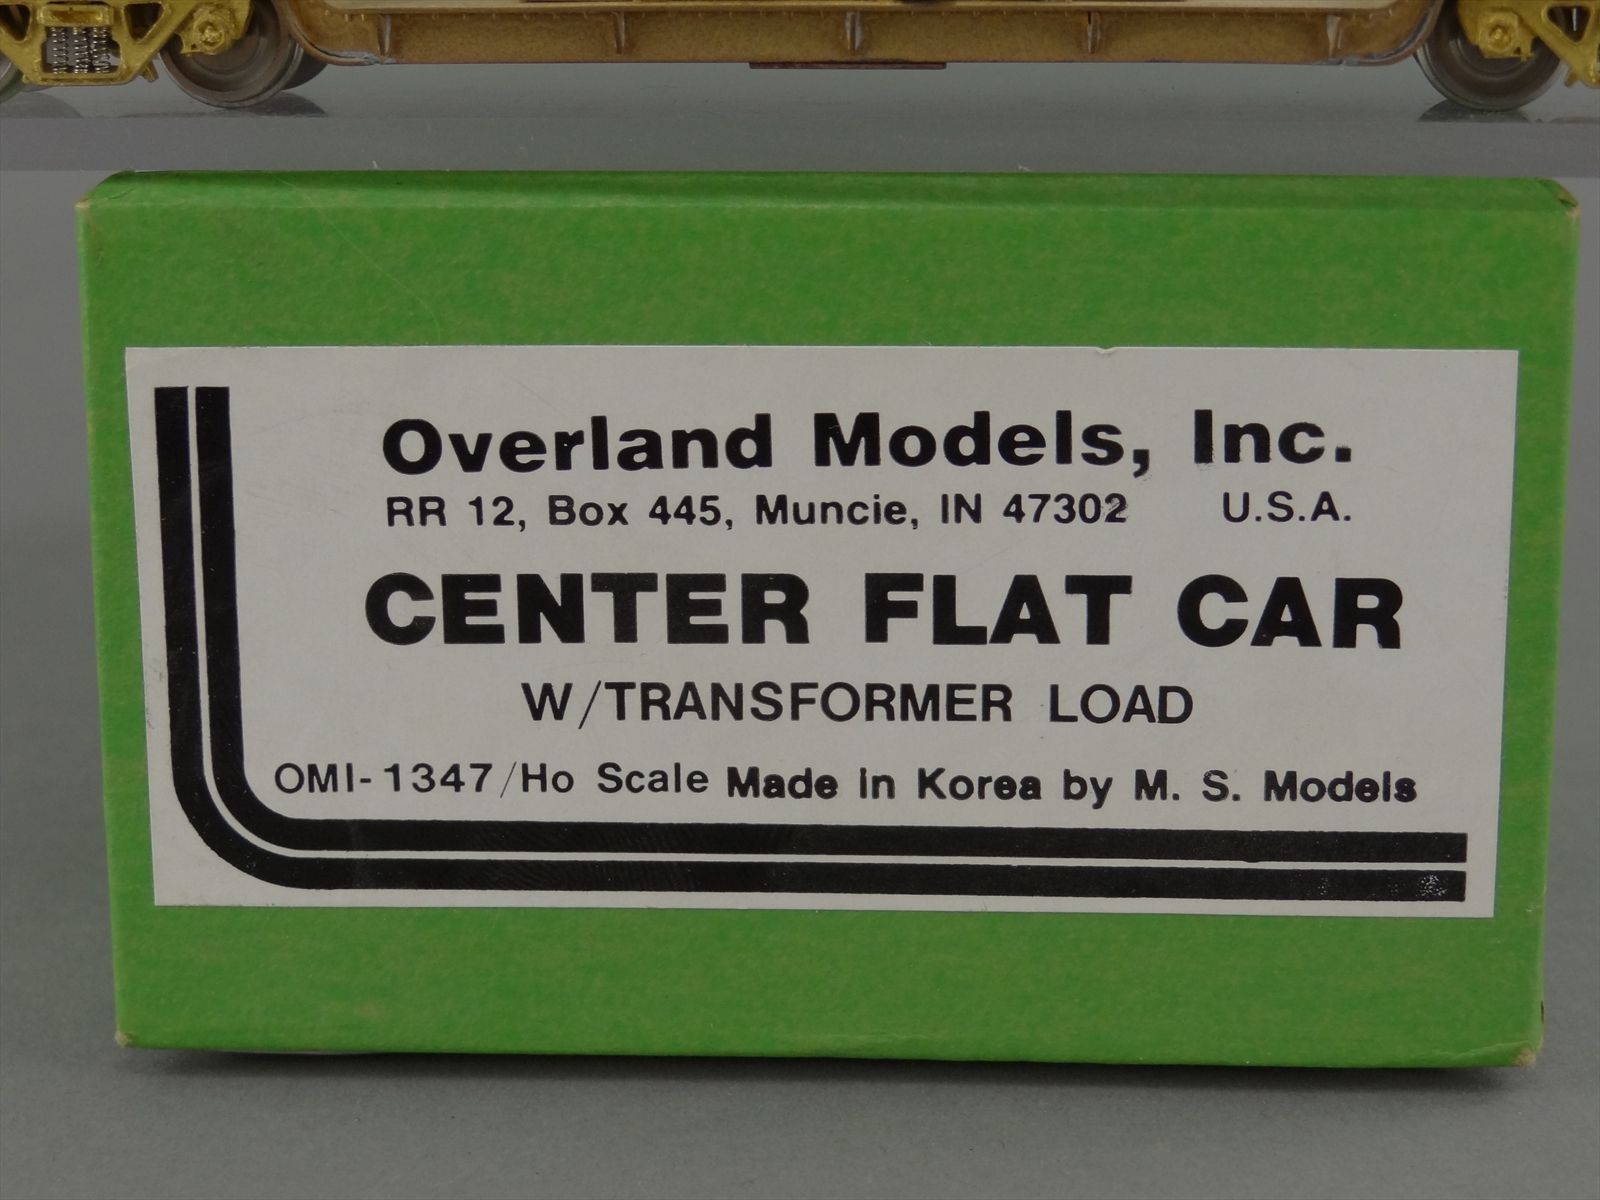 Overland Models, Inc.
RR 12, Box 445, Muncie, IN 47302 U.S.A.
CENTER FLAT CAR
W/TRANSFORMER LOAD
OMI-1347/Ho Scale Made in Korea by M. S. Models